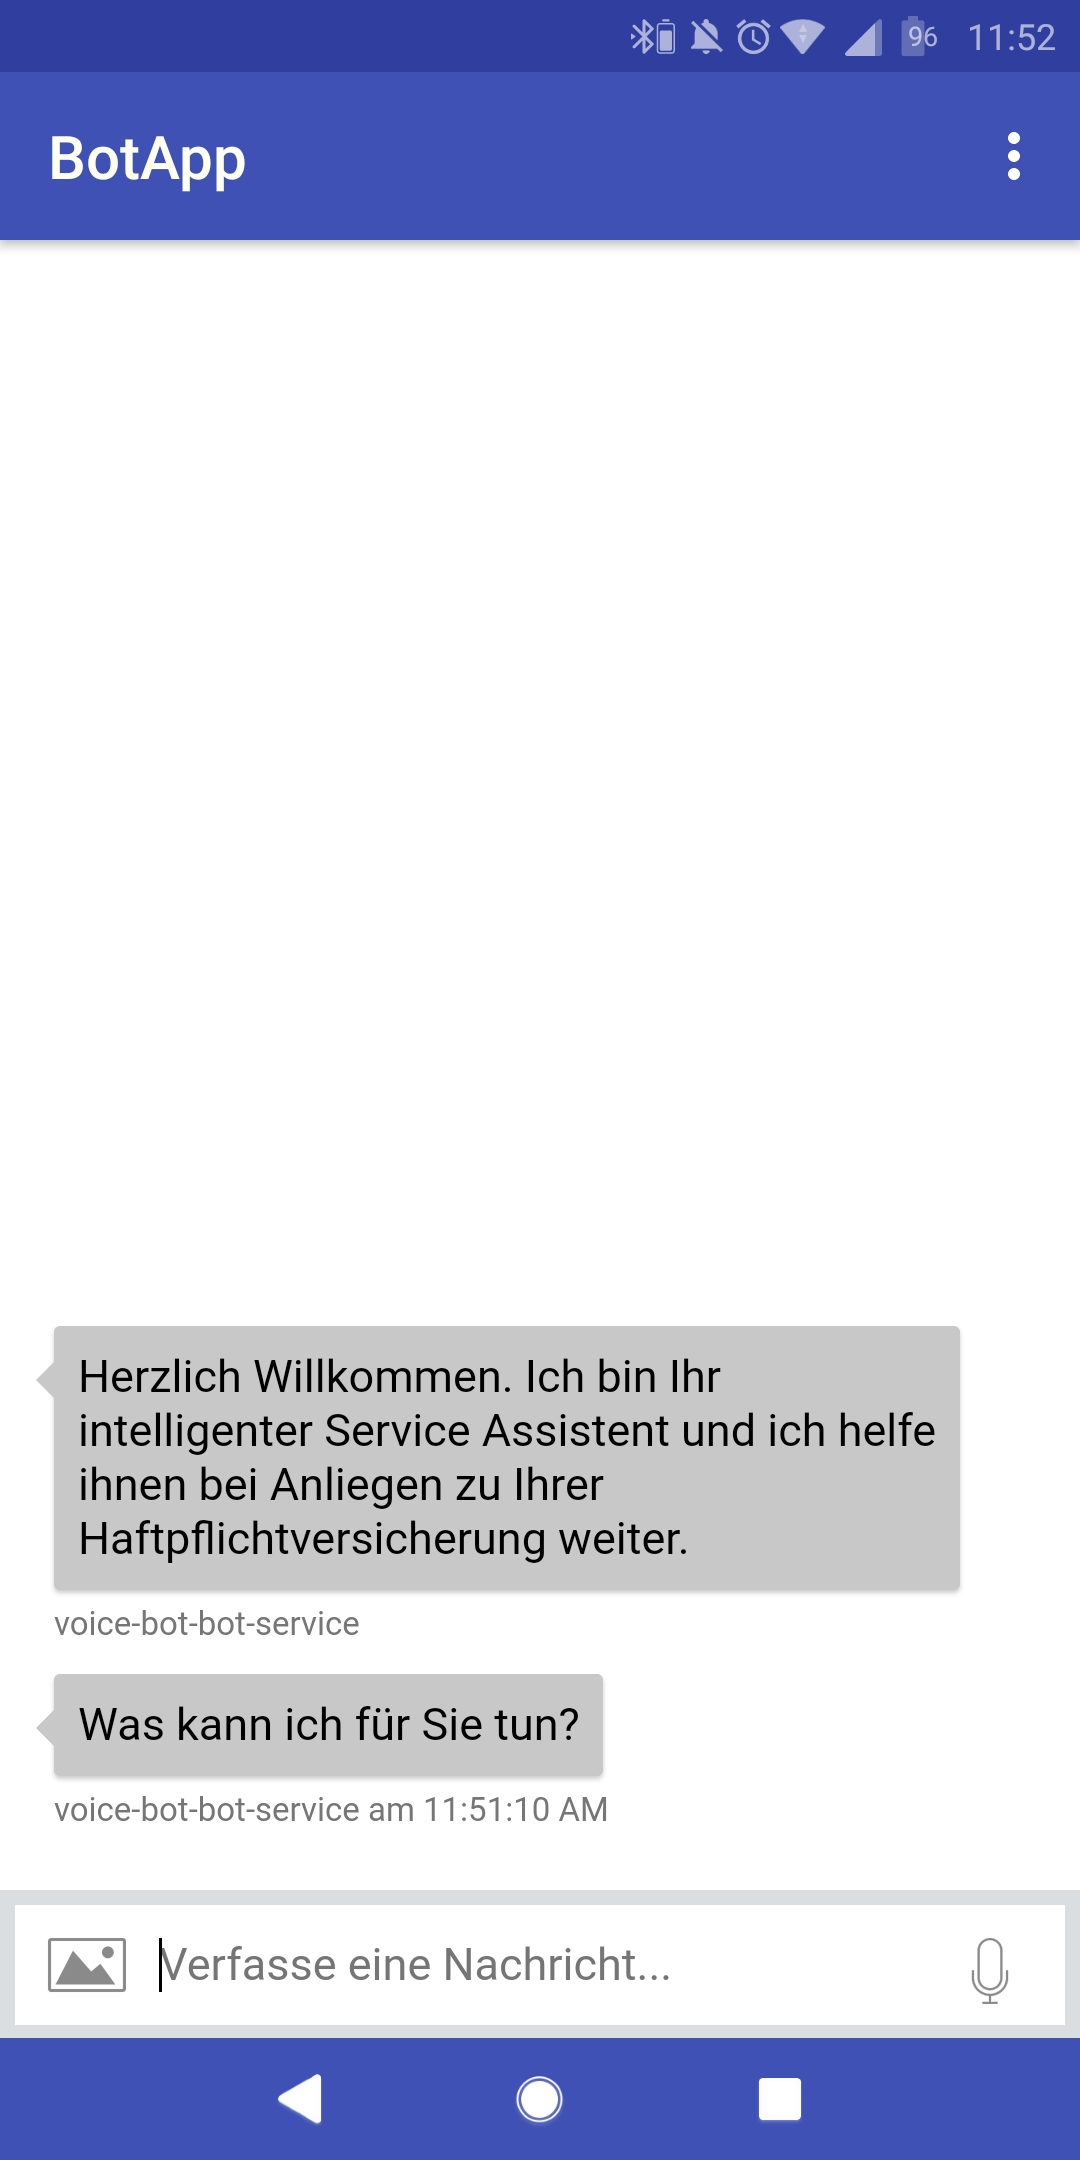 96 11:52
BotApp
Herzlich Willkommen. Ich bin Ihr
intelligenter Service Assistent und ich helfe
ihnen bei Anliegen zu Ihrer
Haftpflichtversicherung weiter.
voice-bot-bot-service
Was kann ich für Sie tun?
voice-bot-bot-service am 11:51:10 AM
Verfasse eine Nachricht...